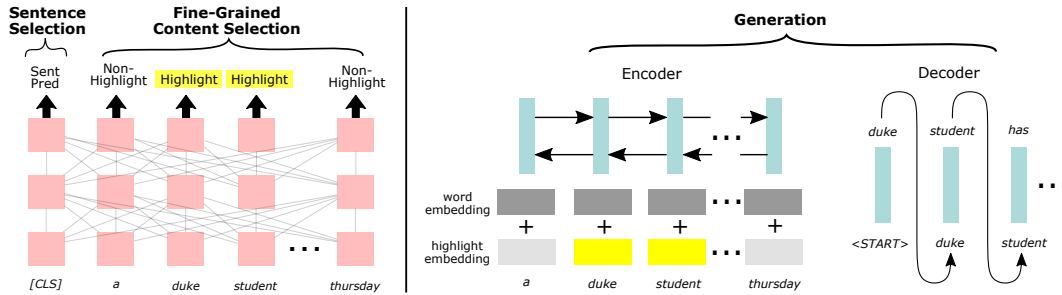 Sentence
Selection
Fine-Grained
Content Selection
Sent
Pred
Non-
Highlight
Highlight
Highlight
Non-
Highlight
...
[CLS]
a
duke
student
thursday
Generation
Encoder
Decoder
...
word
embedding
...
+
+
+
+
highlight
embedding
...
a
duke
student
thursday
duke
student
has
..
<START>
duke
student